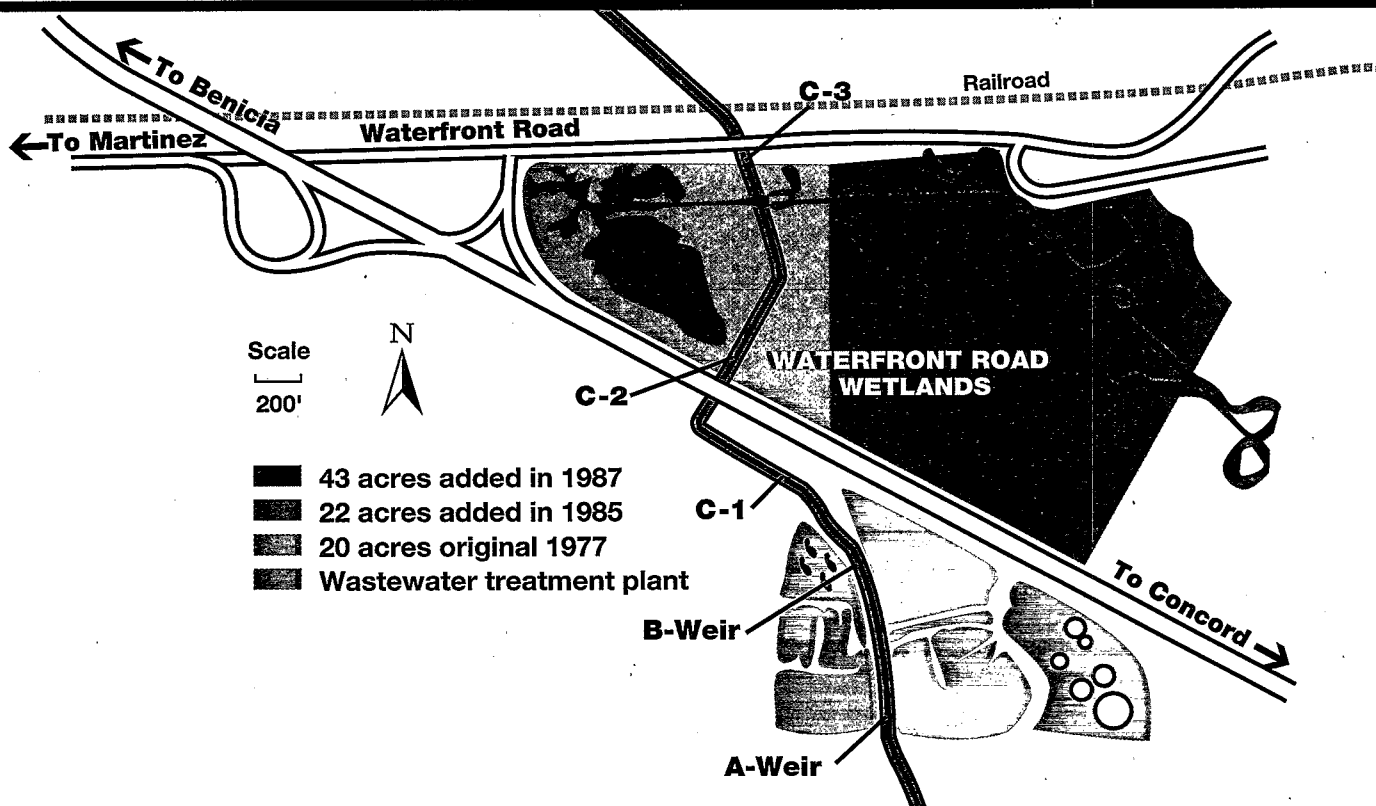 To Benicia
C-3
Railroad
To Martinez
Waterfront Road
N
Scale
200'
WATERFRONT ROAD
WETLANDS
C-2
43 acres added in 1987
22 acres added in 1985
20 acres original 1977
Wastewater treatment plant
C-1
To Concord
B-Weir
A-Weir